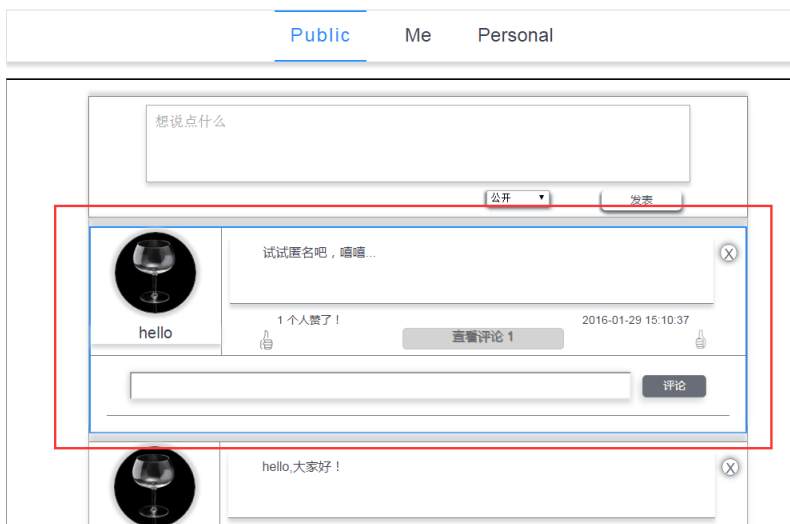 Public Me Personal
想说点什么
公开 发表
试试匿名吧，嘻嘻... X
hello
1 个人赞了！ 2016-01-29 15:10:37
查看评论 1
评论
hello,大家好！ X